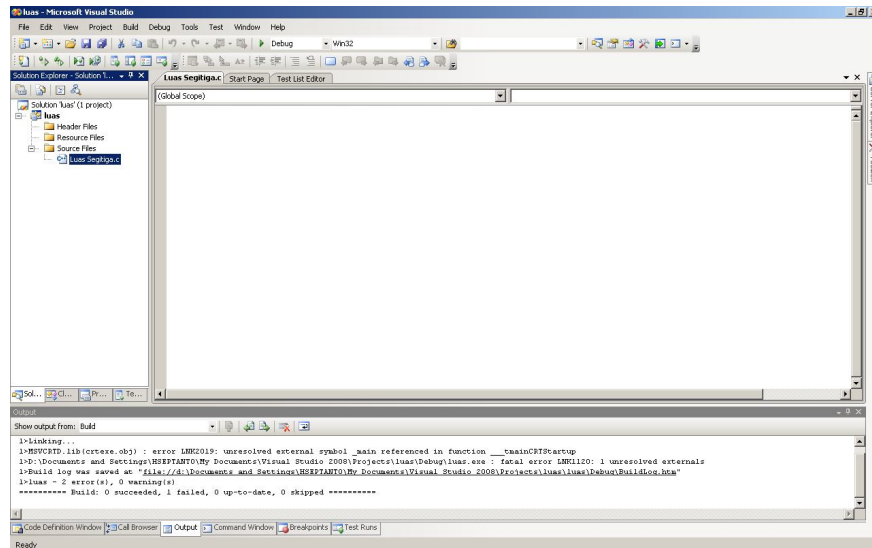 luas - Microsoft Visual Studio
File Edit View Project Build Debug Tools Test Window Help
Debug Win32
Solution Explorer - Solution 'l...
Luas Segitiga.c Start Page Test List Editor
(Global Scope)
Solution 'luas' (1 project)
luas
Header Files
Resource Files
Source Files
Luas Segitiga.c
Sol... Cl... Pr... Te...
Output
Show output from: Build
1>Linking...
1>MSVCRTD.lib(crtexe.obj) : error LNK2019: unresolved external symbol _main referenced in function ___tmainCRTStartup
1>D:\Documents and Settings\HSEPTANTO\My Documents\Visual Studio 2008\Projects\luas\Debug\luas.exe : fatal error LNK1120: 1 unresolved externals
1>Build log was saved at "file://d:\Documents and Settings\HSEPTANTO\My Documents\Visual Studio 2008\Projects\luas\luas\Debug\BuildLog.htm"
1>luas - 2 error(s), 0 warning(s)
========== Build: 0 succeeded, 1 failed, 0 up-to-date, 0 skipped ==========
Code Definition Window Call Browser Output Command Window Breakpoints Test Runs
Ready